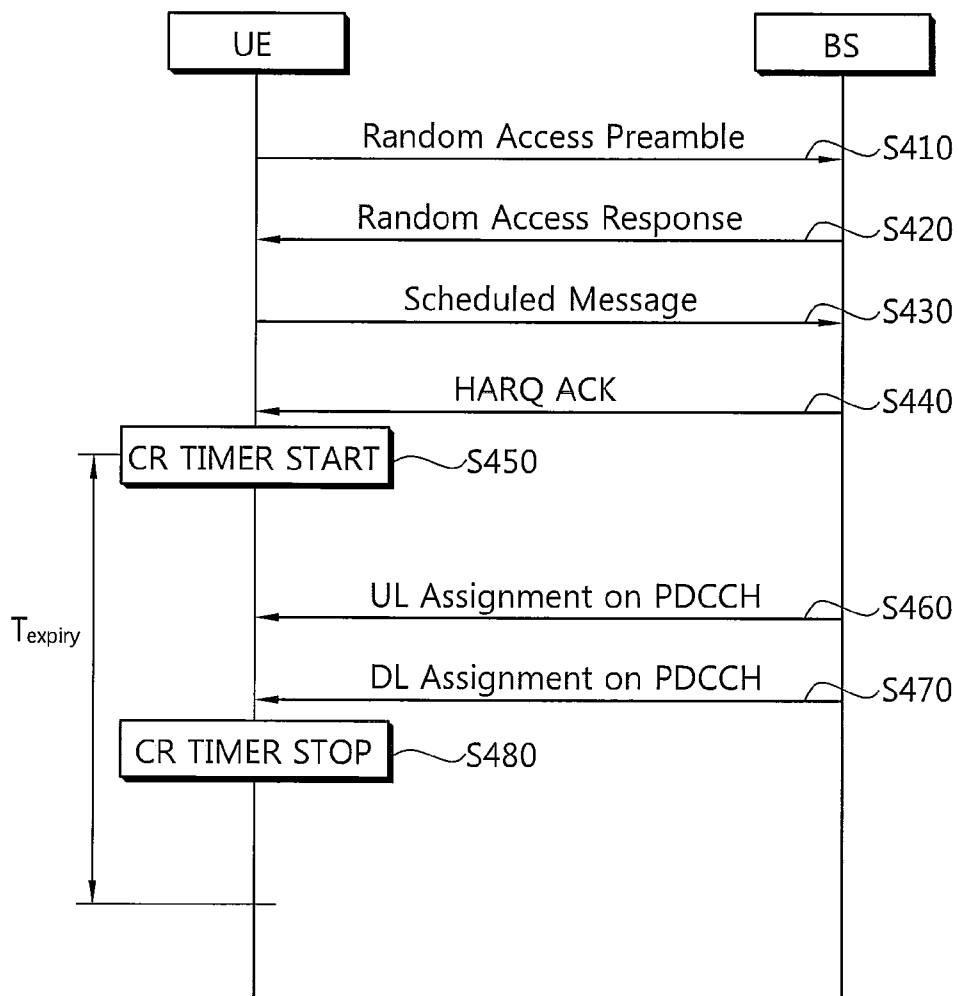 UE
BS
Random Access Preamble
S410
Random Access Response
S420
Scheduled Message
S430
HARQ ACK
S440
CR TIMER START
S450
UL Assignment on PDCCH
S460
Texpiry
DL Assignment on PDCCH
S470
CR TIMER STOP
S480